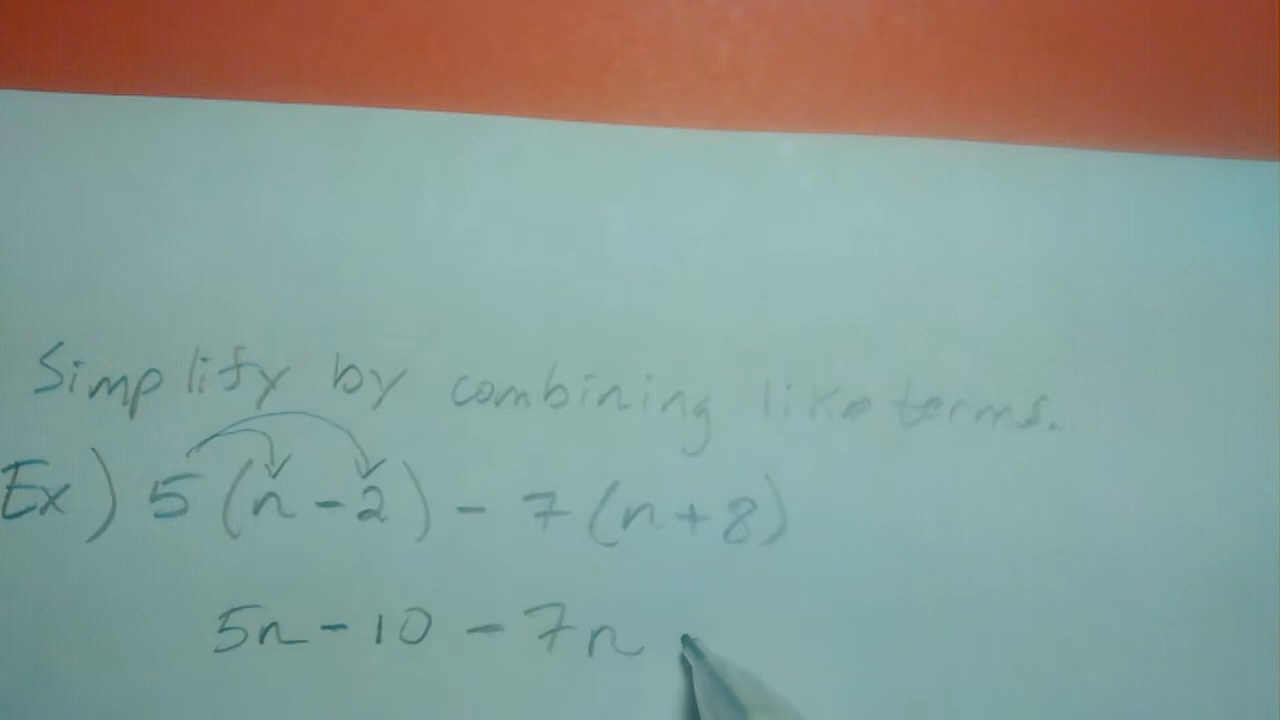 Simplify by combining like terms.
Ex) 5(n-2) - 7(n+8)
5n-10 - 7n